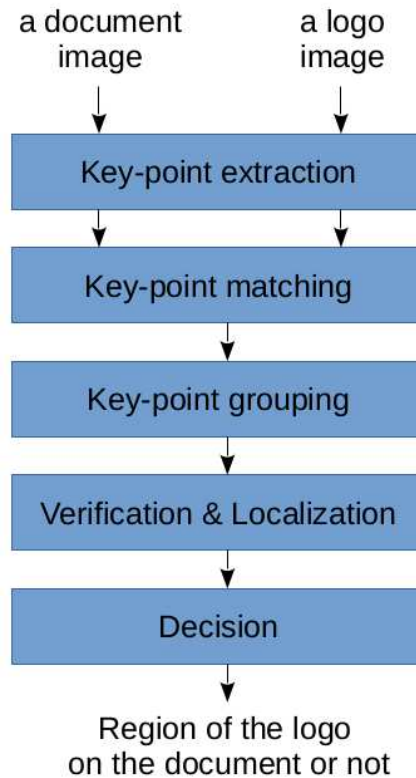 a document
image
a logo
image
Key-point extraction
Key-point matching
Key-point grouping
Verification & Localization
Decision
Region of the logo
on the document or not